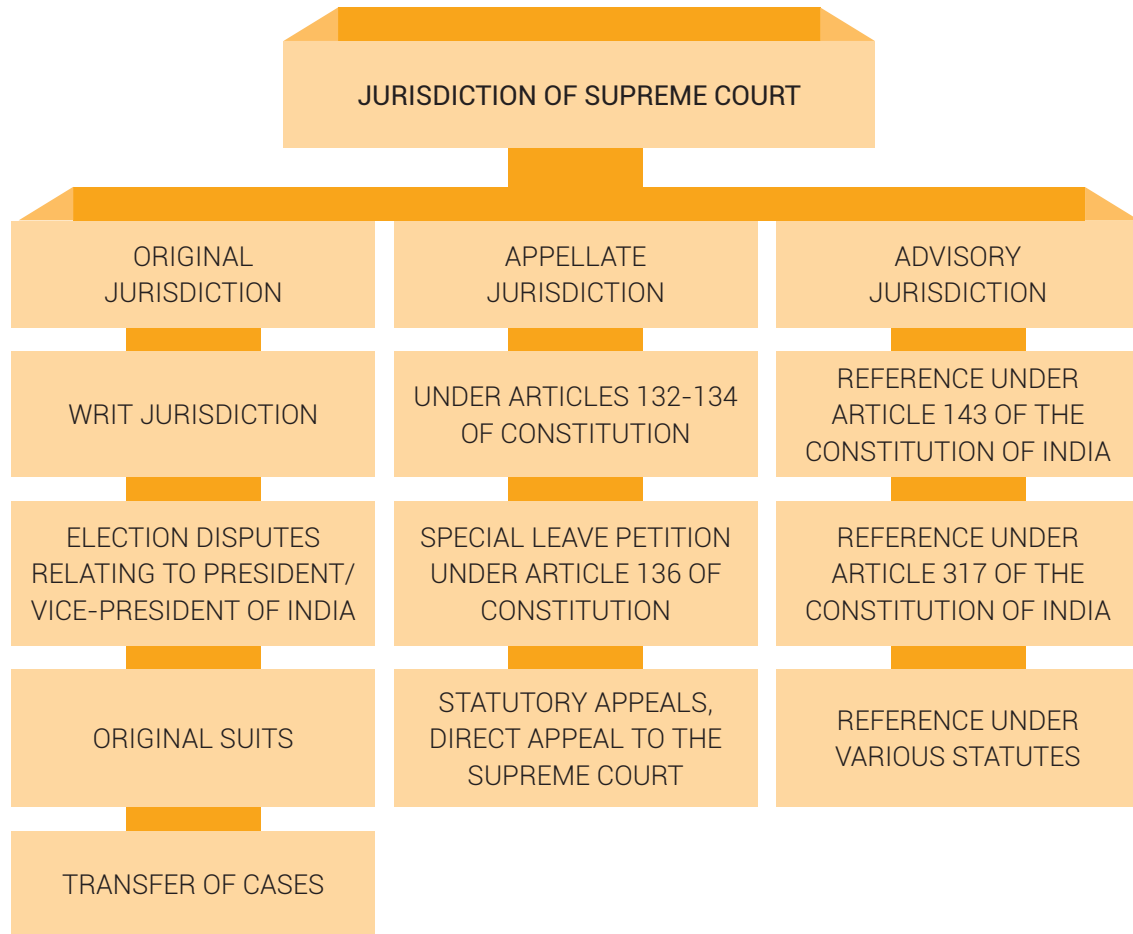 JURISDICTION OF SUPREME COURT
ORIGINAL
JURISDICTION
WRIT JURISDICTION
ELECTION DISPUTES
RELATING TO PRESIDENT/
VICE-PRESIDENT OF INDIA
ORIGINAL SUITS
TRANSFER OF CASES
APPELLATE
JURISDICTION
UNDER ARTICLES 132-134
OF CONSTITUTION
SPECIAL LEAVE PETITION
UNDER ARTICLE 136 OF
CONSTITUTION
STATUTORY APPEALS,
DIRECT APPEAL TO THE
SUPREME COURT
ADVISORY
JURISDICTION
REFERENCE UNDER
ARTICLE 143 OF THE
CONSTITUTION OF INDIA
REFERENCE UNDER
ARTICLE 317 OF THE
CONSTITUTION OF INDIA
REFERENCE UNDER
VARIOUS STATUTES